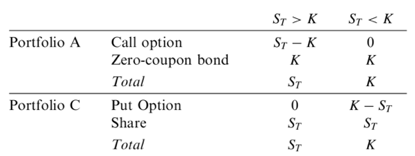 S_T > K S_T < K
Portfolio A Call option S_T − K 0
Zero-coupon bond K K
Total S_T K
Portfolio C Put Option 0 K − S_T
Share S_T S_T
Total S_T K